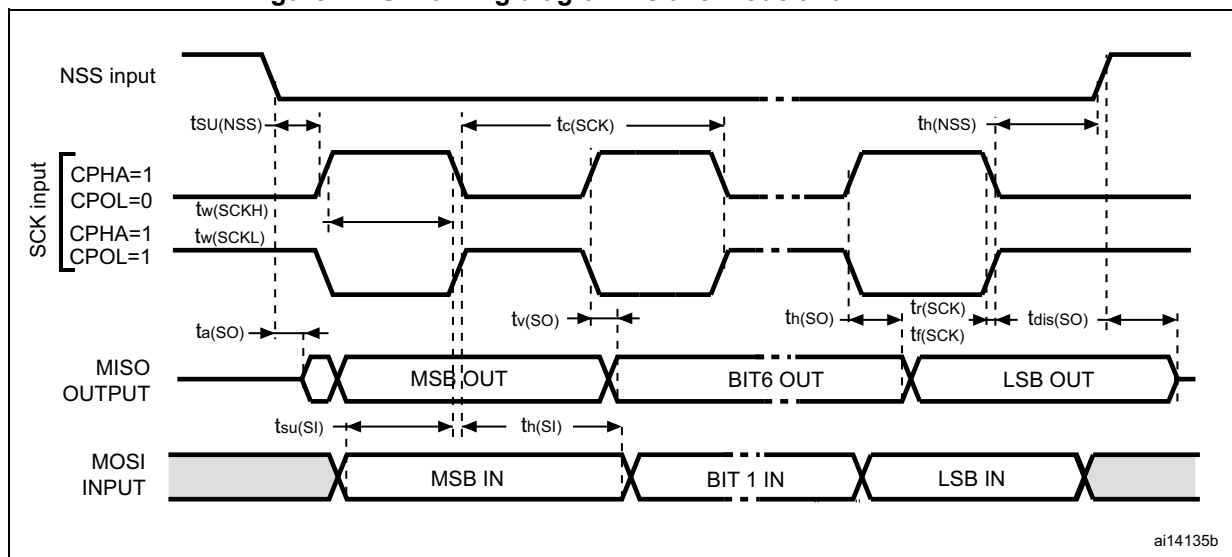 NSS input
tSU(NSS)
tc(SCK)
th(NSS)
SCK input
CPHA=1
CPOL=0
tw(SCKH)
CPHA=1
tw(SCKL)
CPOL=1
ta(SO)
tv(SO)
th(SO)
tr(SCK)
tf(SCK)
tdis(SO)
MISO
OUTPUT
MSB OUT
BIT6 OUT
LSB OUT
tsu(SI)
th(SI)
MOSI
INPUT
MSB IN
BIT 1 IN
LSB IN
ai14135b